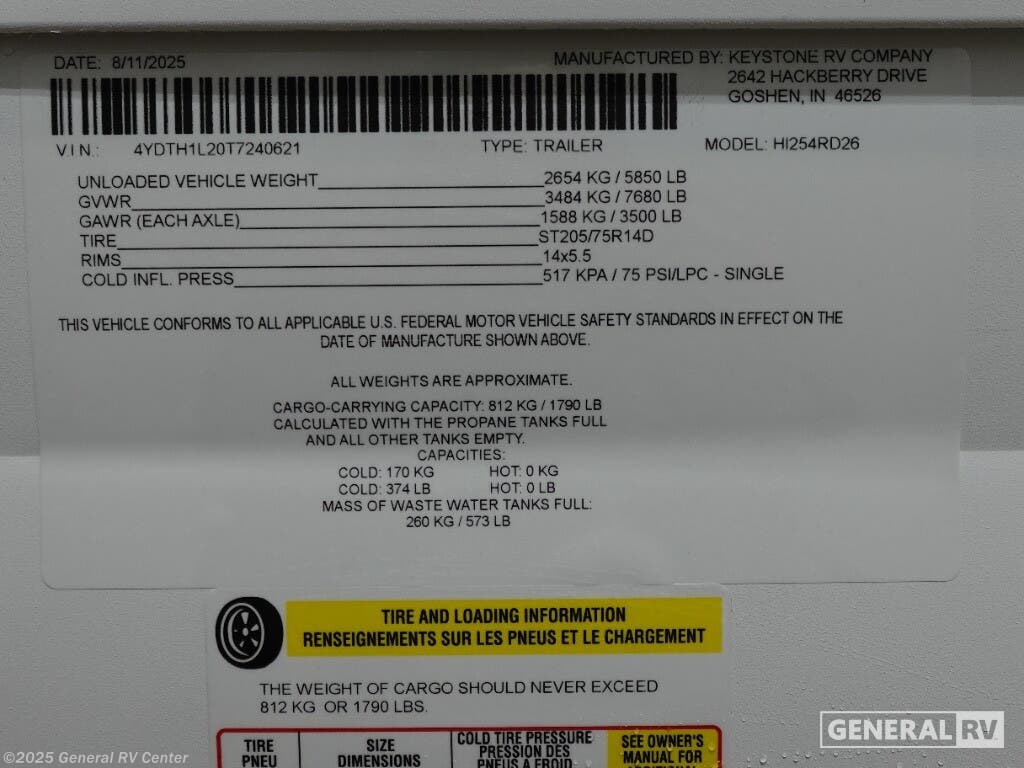 DATE: 8/11/2025
MANUFACTURED BY: KEYSTONE RV COMPANY
2642 HACKBERRY DRIVE
GOSHEN, IN 46526
V.I.N.: 4YDTH1L20T7240621 TYPE: TRAILER MODEL: HI254RD26
UNLOADED VEHICLE WEIGHT 2654 KG / 5850 LB
GVWR 3484 KG / 7680 LB
GAWR (EACH AXLE) 1588 KG / 3500 LB
TIRE ST205/75R14D
RIMS 14x5.5
COLD INFL. PRESS 517 KPA / 75 PSI/LPC - SINGLE
THIS VEHICLE CONFORMS TO ALL APPLICABLE U.S. FEDERAL MOTOR VEHICLE SAFETY STANDARDS IN EFFECT ON THE
DATE OF MANUFACTURE SHOWN ABOVE.
ALL WEIGHTS ARE APPROXIMATE.
CARGO-CARRYING CAPACITY: 812 KG / 1790 LB
CALCULATED WITH THE PROPANE TANKS FULL
AND ALL OTHER TANKS EMPTY.
CAPACITIES:
COLD: 170 KG HOT: 0 KG
COLD: 374 LB HOT: 0 LB
MASS OF WASTE WATER TANKS FULL:
260 KG / 573 LB
TIRE AND LOADING INFORMATION
RENSEIGNEMENTS SUR LES PNEUS ET LE CHARGEMENT
THE WEIGHT OF CARGO SHOULD NEVER EXCEED
812 KG OR 1790 LBS.
TIRE
PNEU
SIZE
DIMENSIONS
COLD TIRE PRESSURE
PRESSION DES
PNEUS A FROID
SEE OWNER'S
MANUAL FOR
GENERAL RV
©2025 General RV Center